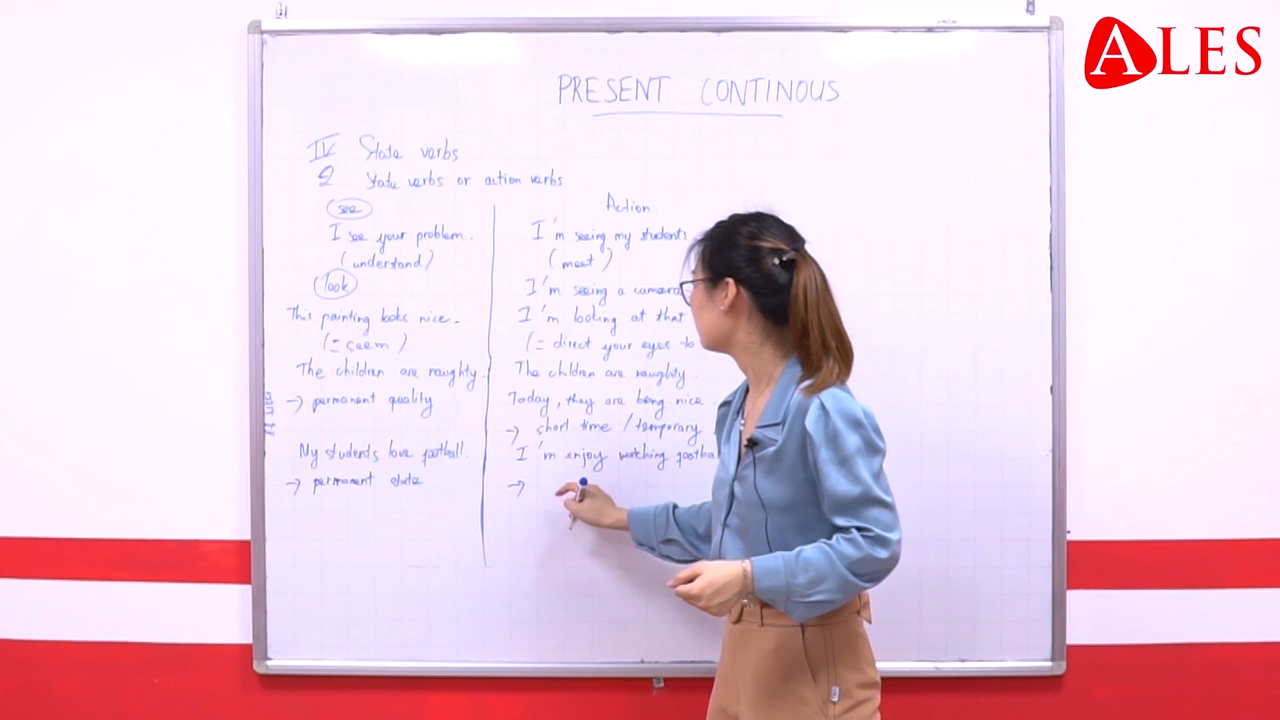 ALES
PRESENT CONTINOUS
IV State verbs
2 State verbs or action verbs
see
I see your problem.
(understand)
look
This painting looks nice.
(= seem)
The children are naughty.
→ permanent quality
My students love football.
→ permanent state
Action.
I'm seeing my students
(meet)
I'm seeing a camera
I'm looking at that
(= direct your eyes to
The children are naughty.
Today, they are being nice
→ short time / temporary
I'm enjoy watching footba
→